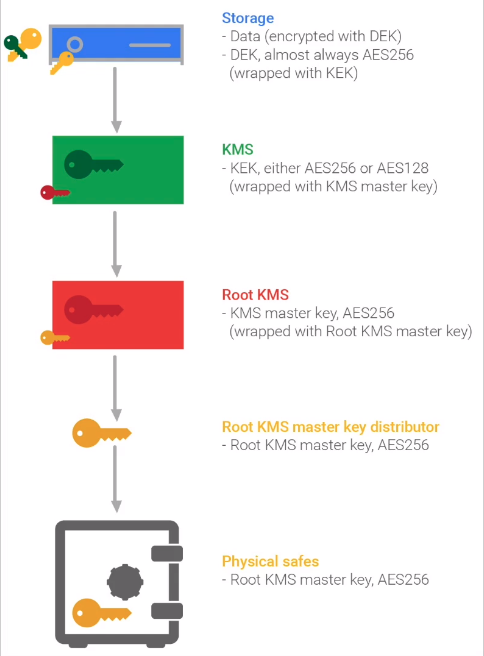 Storage
- Data (encrypted with DEK)
- DEK, almost always AES256
(wrapped with KEK)
KMS
- KEK, either AES256 or AES128
(wrapped with KMS master key)
Root KMS
- KMS master key, AES256
(wrapped with Root KMS master key)
Root KMS master key distributor
- Root KMS master key, AES256
Physical safes
- Root KMS master key, AES256